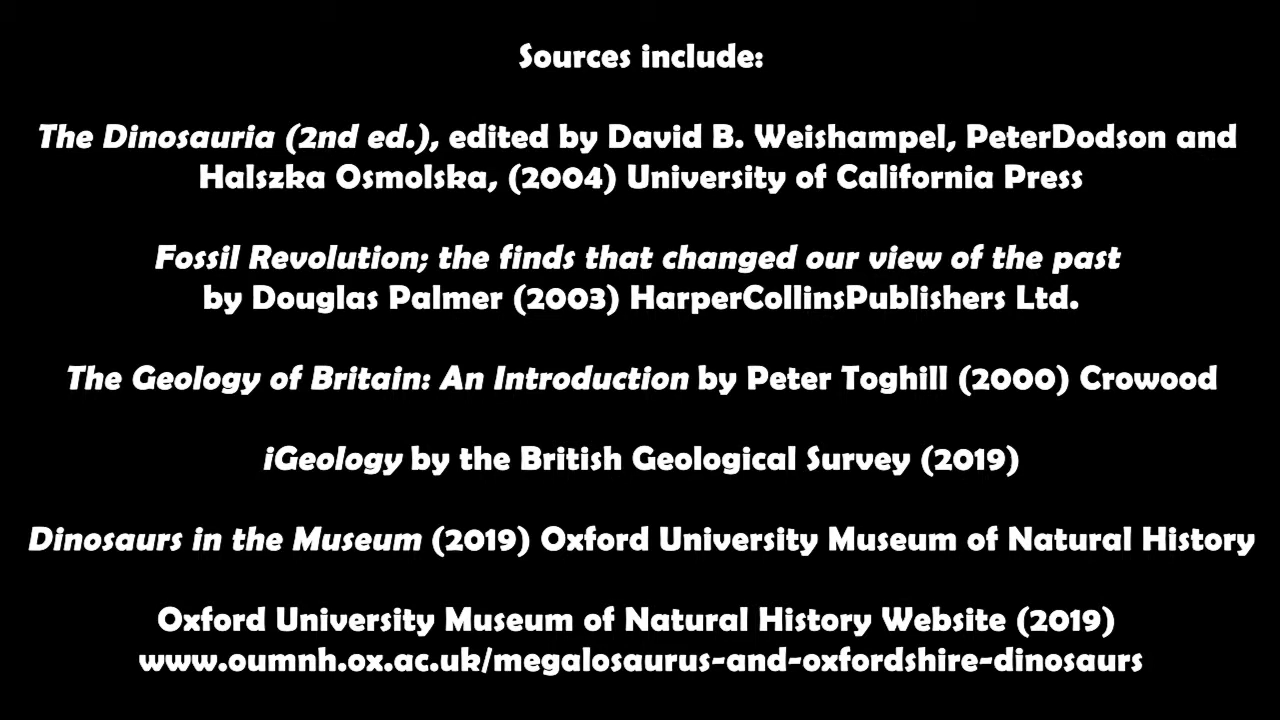 Sources include:
The Dinosauria (2nd ed.), edited by David B. Weishampel, PeterDodson and
Halszka Osmolska, (2004) University of California Press
Fossil Revolution; the finds that changed our view of the past
by Douglas Palmer (2003) HarperCollinsPublishers Ltd.
The Geology of Britain: An Introduction by Peter Toghill (2000) Crowood
iGeology by the British Geological Survey (2019)
Dinosaurs in the Museum (2019) Oxford University Museum of Natural History
Oxford University Museum of Natural History Website (2019)
www.oumnh.ox.ac.uk/megalosaurus-and-oxfordshire-dinosaurs